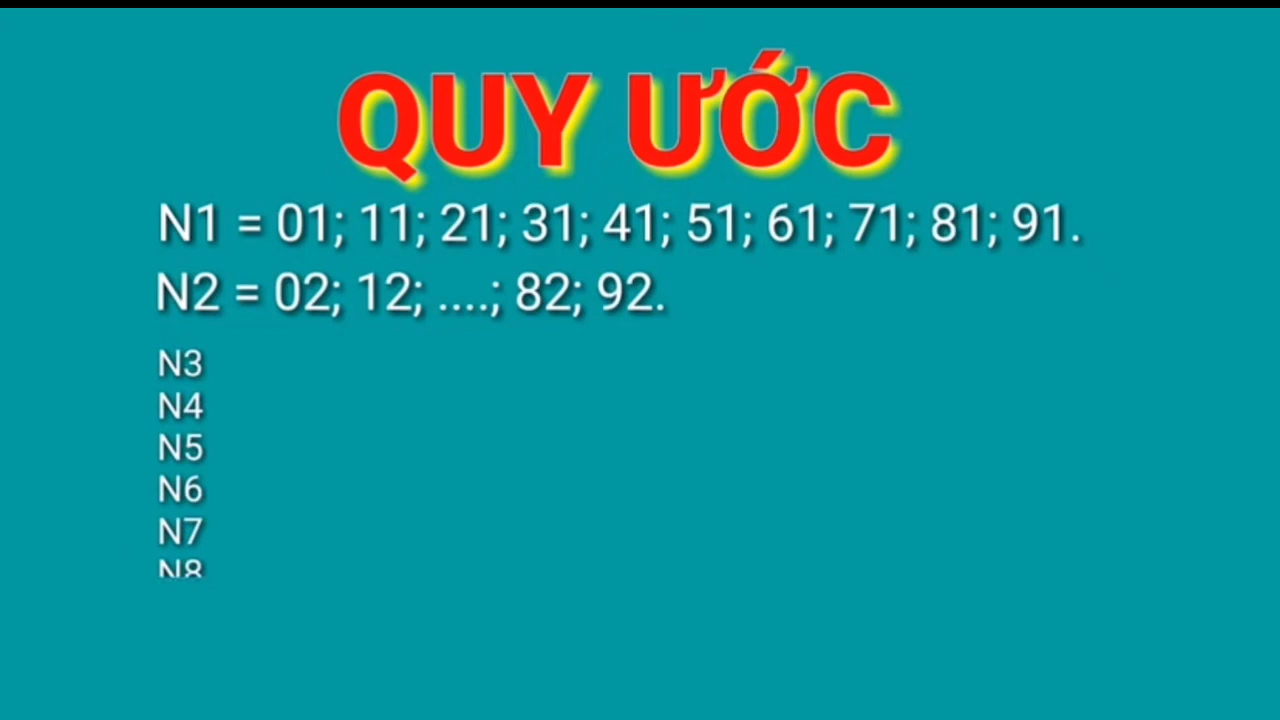 QUY ƯỚC
N1 = 01; 11; 21; 31; 41; 51; 61; 71; 81; 91.
N2 = 02; 12; ....; 82; 92.
N3
N4
N5
N6
N7
N8